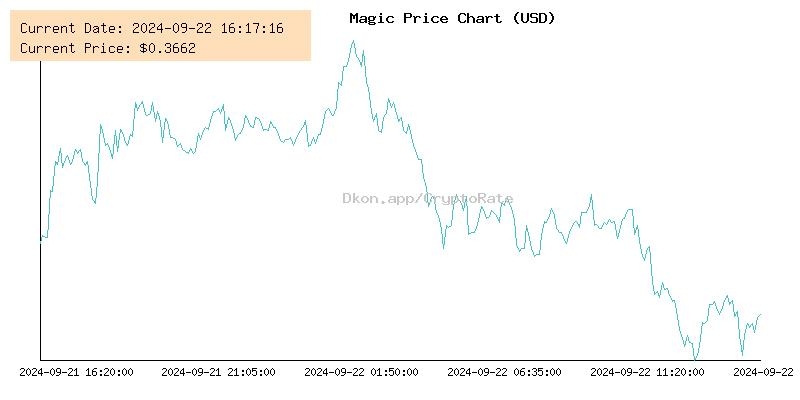 Magic Price Chart (USD)
Current Date: 2024-09-22 16:17:16
Current Price: $0.3662
Dkon.app/CryptoRate
2024-09-21 16:20:00 2024-09-21 21:05:00 2024-09-22 01:50:00 2024-09-22 06:35:00 2024-09-22 11:20:00 2024-09-22